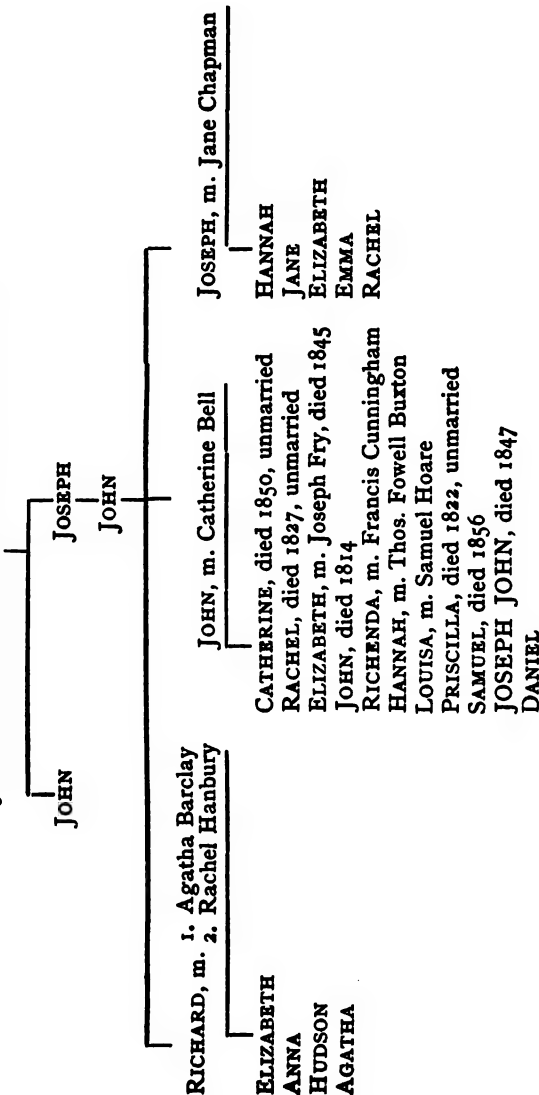 JOHN
JOSEPH
JOHN
RICHARD, m. 1. Agatha Barclay
2. Rachel Hanbury
ELIZABETH
ANNA
HUDSON
AGATHA
JOHN, m. Catherine Bell
CATHERINE, died 1850, unmarried
RACHEL, died 1827, unmarried
ELIZABETH, m. Joseph Fry, died 1845
JOHN, died 1814
RICHENDA, m. Francis Cunningham
HANNAH, m. Thos. Fowell Buxton
LOUISA, m. Samuel Hoare
PRISCILLA, died 1822, unmarried
SAMUEL, died 1856
JOSEPH JOHN, died 1847
DANIEL
JOSEPH, m. Jane Chapman
HANNAH
JANE
ELIZABETH
EMMA
RACHEL